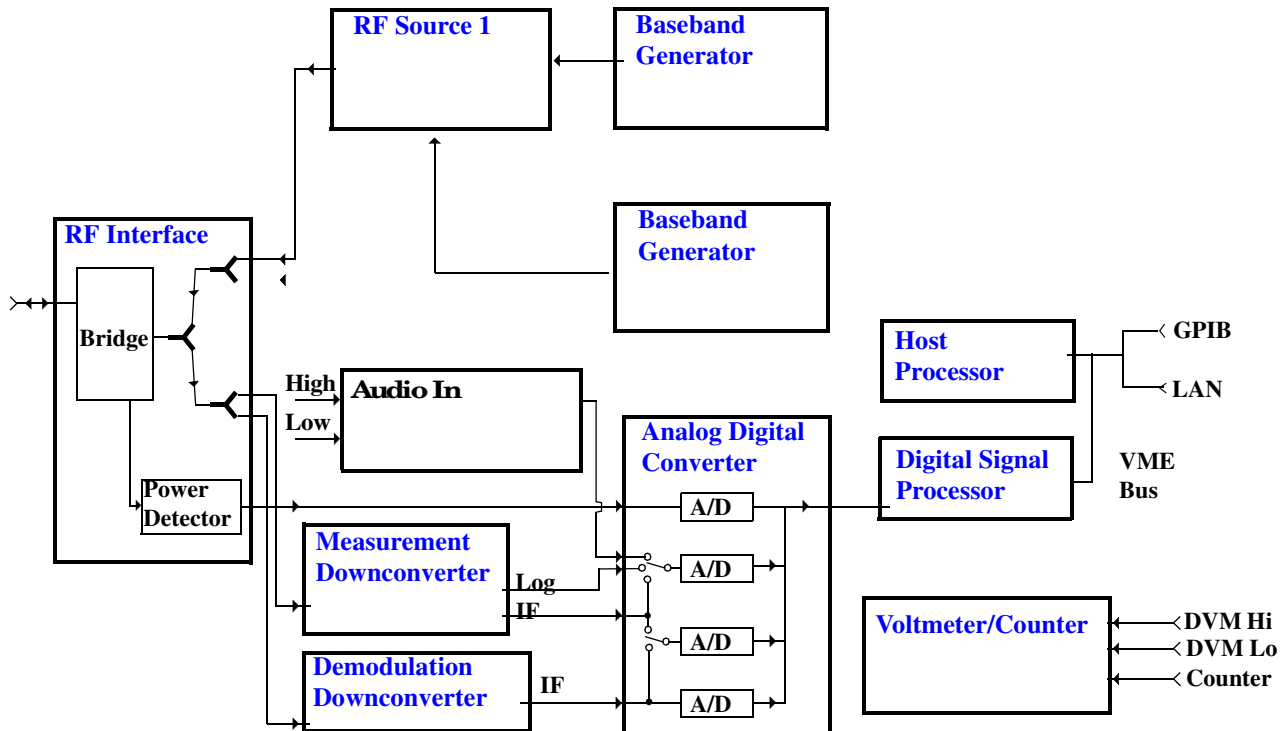 RF Source 1
Baseband
Generator
Baseband
Generator
RF Interface
Bridge
Power
Detector
High
Low
Audio In
Analog Digital
Converter
A/D
A/D
A/D
A/D
Measurement
Downconverter
Log
IF
Demodulation
Downconverter
IF
Host
Processor
GPIB
LAN
Digital Signal
Processor
VME
Bus
Voltmeter/Counter
DVM Hi
DVM Lo
Counter